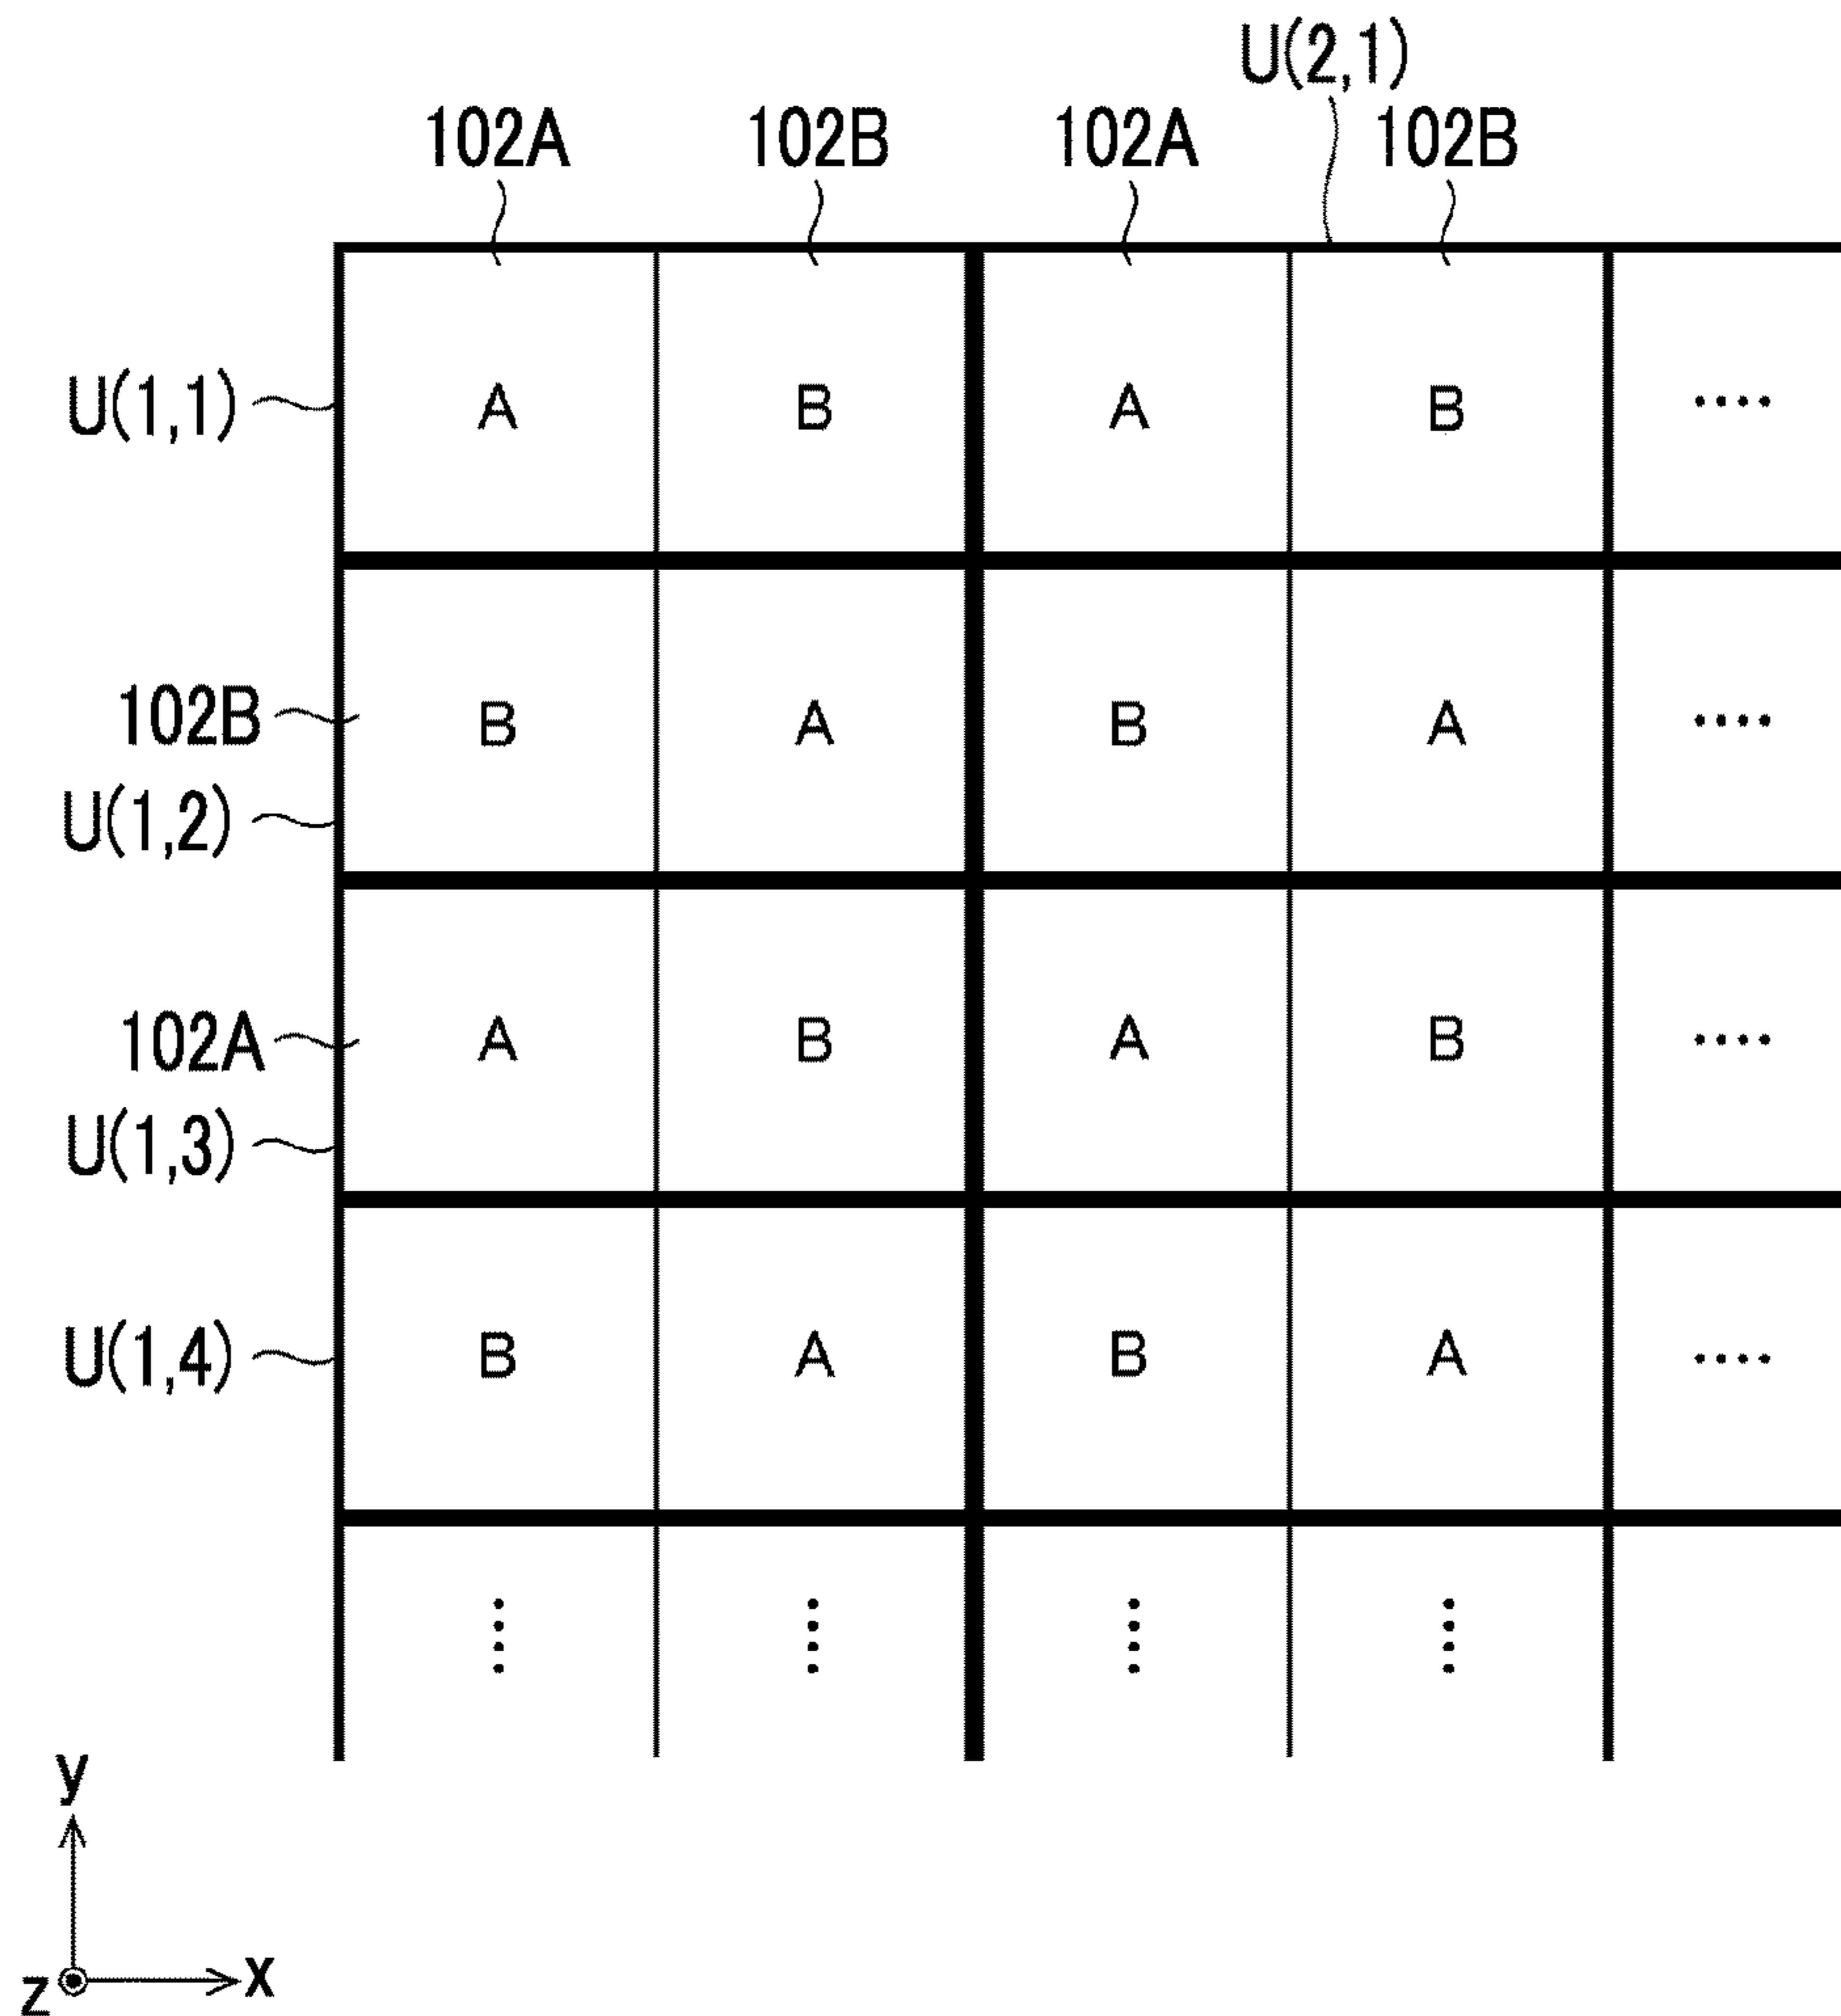 U(2,1)
102A 102B 102A 102B
U(1,1) A B A B ····
102B B A B A ····
U(1,2)
102A A B A B ····
U(1,3)
U(1,4) B A B A ····
y
z x